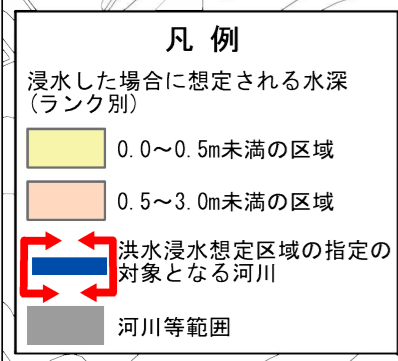 凡 例
浸水した場合に想定される水深
(ランク別)
0.0～0.5m未満の区域
0.5～3.0m未満の区域
洪水浸水想定区域の指定の
対象となる河川
河川等範囲